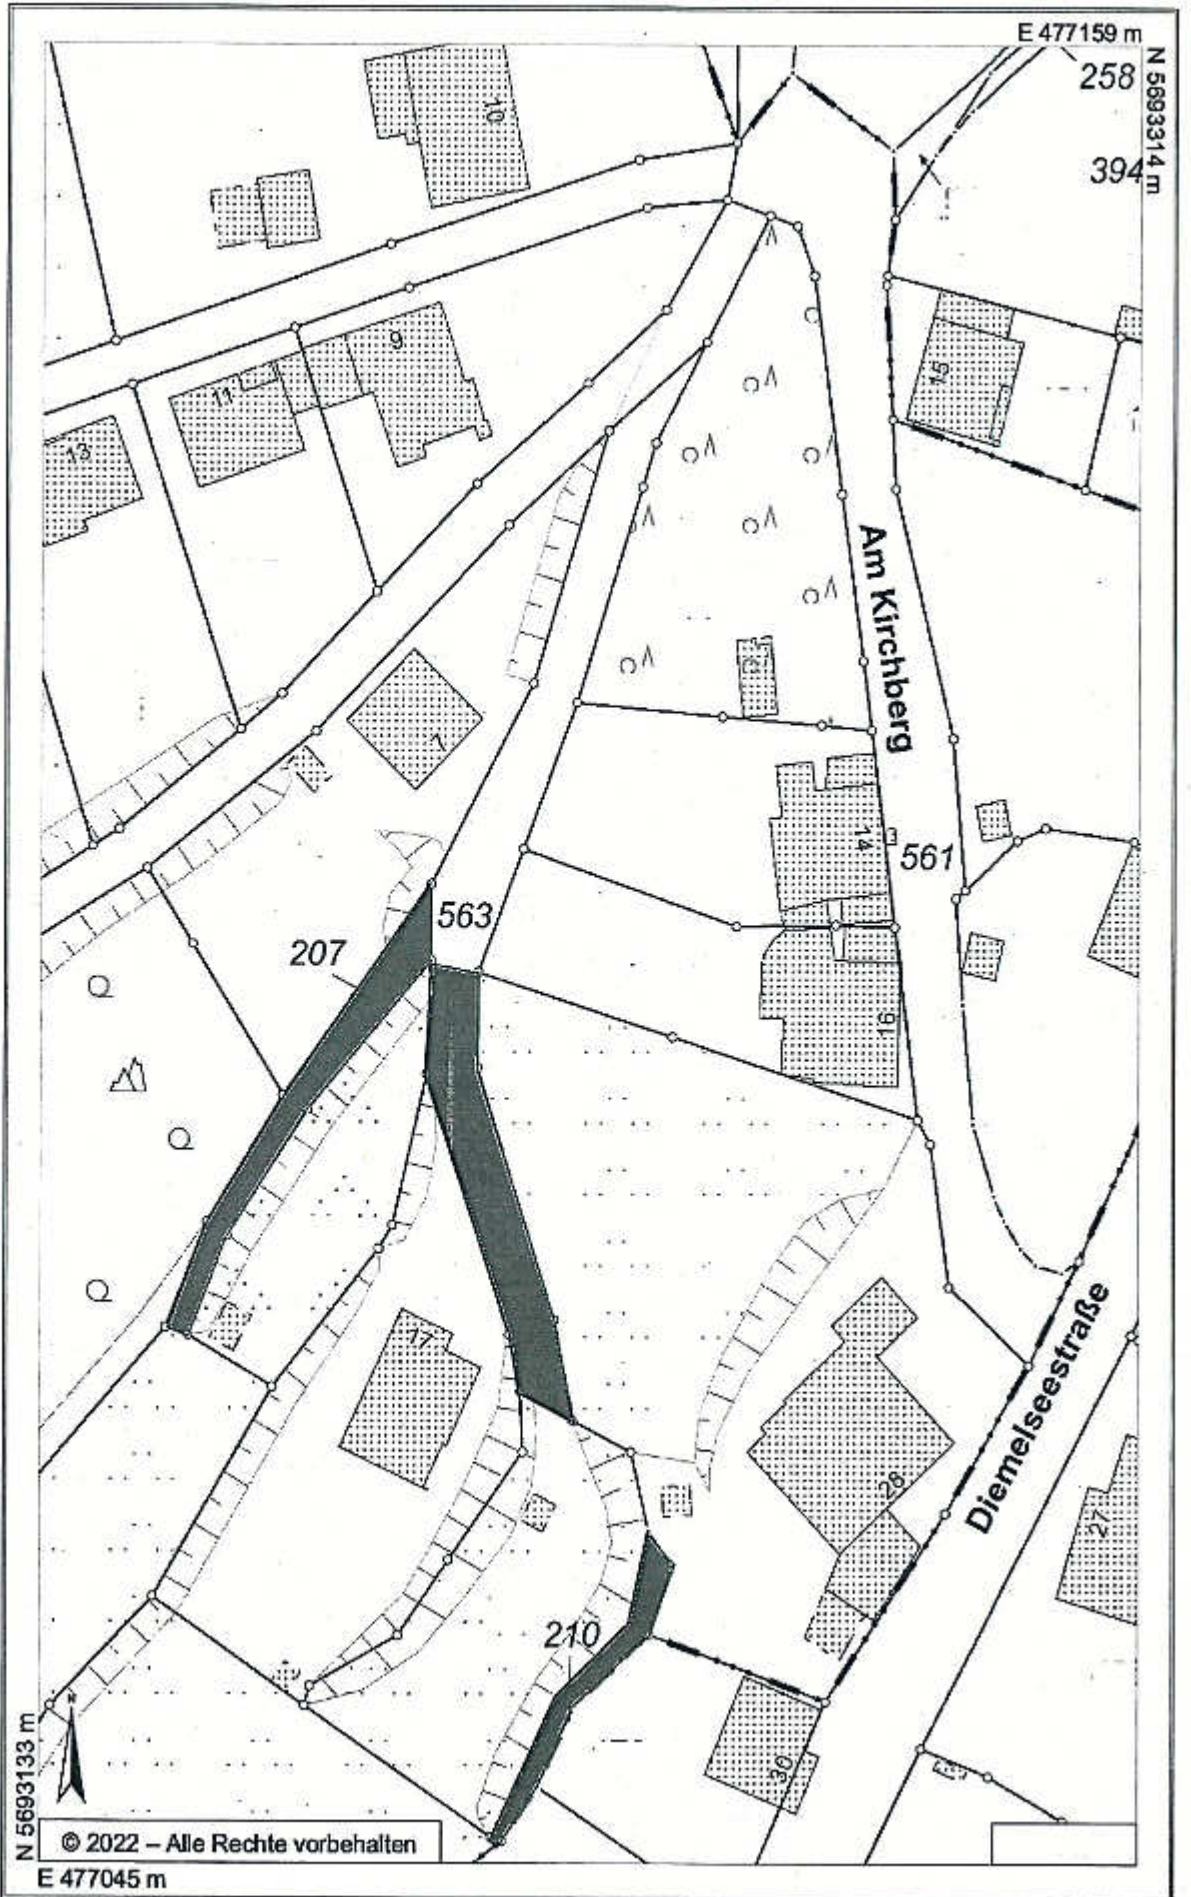 E 477159 m
N 5693314 m
258
394
10
9
11
13
15
Am Kirchberg
7
14
561
563
207
16
17
28
Diemelseestraße
27
210
30
N
N 5693133 m
© 2022 – Alle Rechte vorbehalten
E 477045 m